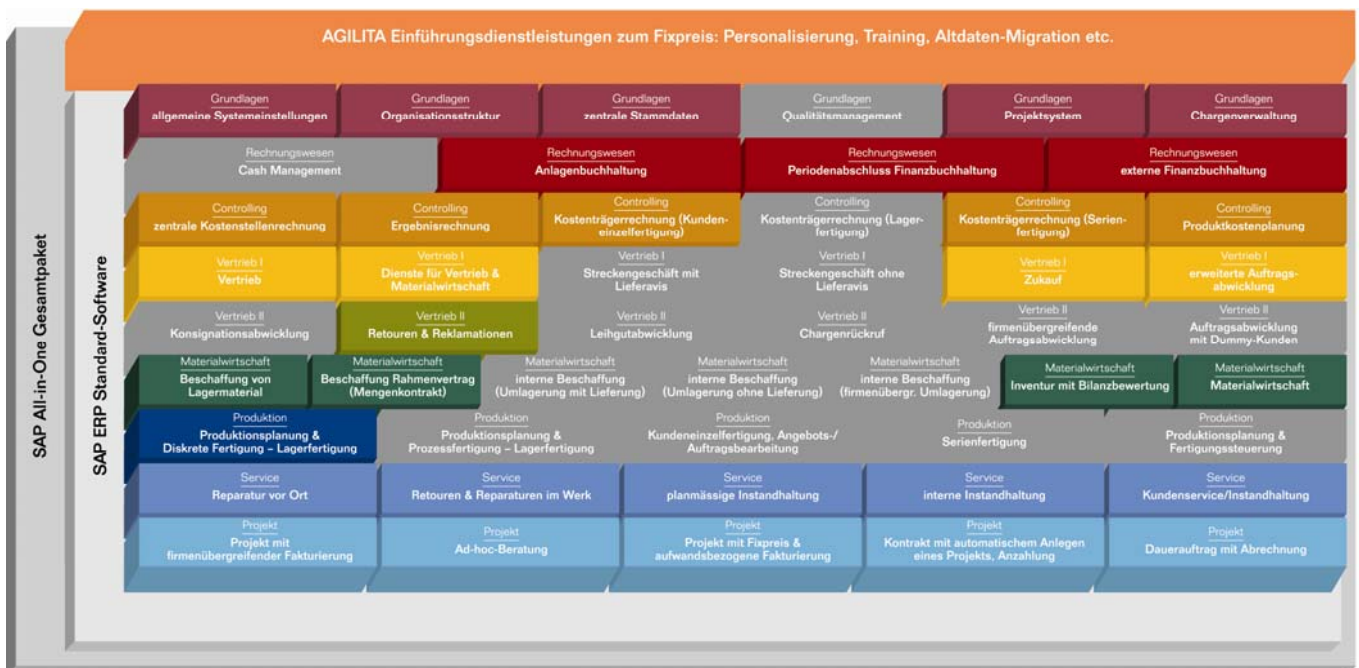 AGILITA Einführungsdienstleistungen zum Fixpreis: Personalisierung, Training, Altdaten-Migration etc.
SAP All-in-One Gesamtpaket
SAP ERP Standard-Software
Grundlagen
allgemeine Systemeinstellungen
Grundlagen
Organisationsstruktur
Grundlagen
zentrale Stammdaten
Grundlagen
Qualitätsmanagement
Grundlagen
Projektsystem
Grundlagen
Chargenverwaltung
Rechnungswesen
Cash Management
Rechnungswesen
Anlagenbuchhaltung
Rechnungswesen
Periodenabschluss Finanzbuchhaltung
Rechnungswesen
externe Finanzbuchhaltung
Controlling
zentrale Kostenstellenrechnung
Controlling
Ergebnisrechnung
Controlling
Kostenträgerrechnung (Kunden-
einzelfertigung)
Controlling
Kostenträgerrechnung (Lager-
fertigung)
Controlling
Kostenträgerrechnung (Serien-
fertigung)
Controlling
Produktkostenplanung
Vertrieb I
Vertrieb
Vertrieb I
Dienste für Vertrieb &
Materialwirtschaft
Vertrieb I
Streckengeschäft mit
Lieferavis
Vertrieb I
Streckengeschäft ohne
Lieferavis
Vertrieb I
Zukauf
Vertrieb I
erweiterte Auftrags-
abwicklung
Vertrieb II
Konsignationsabwicklung
Vertrieb II
Retouren & Reklamationen
Vertrieb II
Leihgutabwicklung
Vertrieb II
Chargenrückruf
Vertrieb II
firmenübergreifende
Auftragsabwicklung
Vertrieb II
Auftragsabwicklung
mit Dummy-Kunden
Materialwirtschaft
Beschaffung von
Lagermaterial
Materialwirtschaft
Beschaffung Rahmenvertrag
(Mengenkontrakt)
Materialwirtschaft
interne Beschaffung
(Umlagerung mit Lieferung)
Materialwirtschaft
interne Beschaffung
(Umlagerung ohne Lieferung)
Materialwirtschaft
interne Beschaffung
(firmenübergr. Umlagerung)
Materialwirtschaft
Inventur mit Bilanzbewertung
Materialwirtschaft
Materialwirtschaft
Produktion
Produktionsplanung &
Diskrete Fertigung – Lagerfertigung
Produktion
Produktionsplanung &
Prozessfertigung – Lagerfertigung
Produktion
Kundeneinzelfertigung, Angebots-/
Auftragsbearbeitung
Produktion
Serienfertigung
Produktion
Produktionsplanung &
Fertigungssteuerung
Service
Reparatur vor Ort
Service
Retouren & Reparaturen im Werk
Service
planmässige Instandhaltung
Service
interne Instandhaltung
Service
Kundenservice/Instandhaltung
Projekt
Projekt mit
firmenübergreifender Fakturierung
Projekt
Ad-hoc-Beratung
Projekt
Projekt mit Fixpreis &
aufwandsbezogene Fakturierung
Projekt
Kontrakt mit automatischem Anlegen
eines Projekts, Anzahlung
Projekt
Dauerauftrag mit Abrechnung